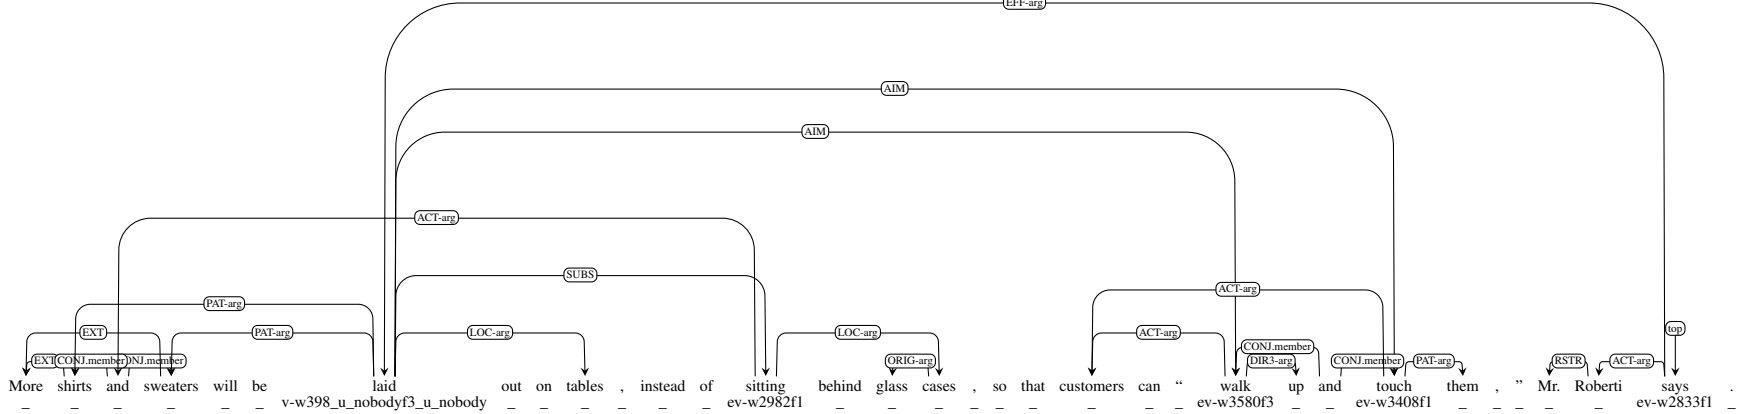 EFF-arg
AIM
AIM
ACT-arg
SUBS
PAT-arg ACT-arg
EXT PAT-arg LOC-arg LOC-arg ACT-arg top
CONJ.member
EXT CONJ.member ORIG-arg DIR3-arg CONJ.member PAT-arg RSTR ACT-arg
More shirts and sweaters will be laid out on tables , instead of sitting behind glass cases , so that customers can “ walk up and touch them , ” Mr. Roberti says .
_ _ _ _ _ _ v-w398_u_nobodyf3_u_nobody _ _ _ _ _ _ ev-w2982f1 _ _ _ _ _ _ _ _ _ ev-w3580f3 _ _ ev-w3408f1 _ _ _ _ _ ev-w2833f1 _